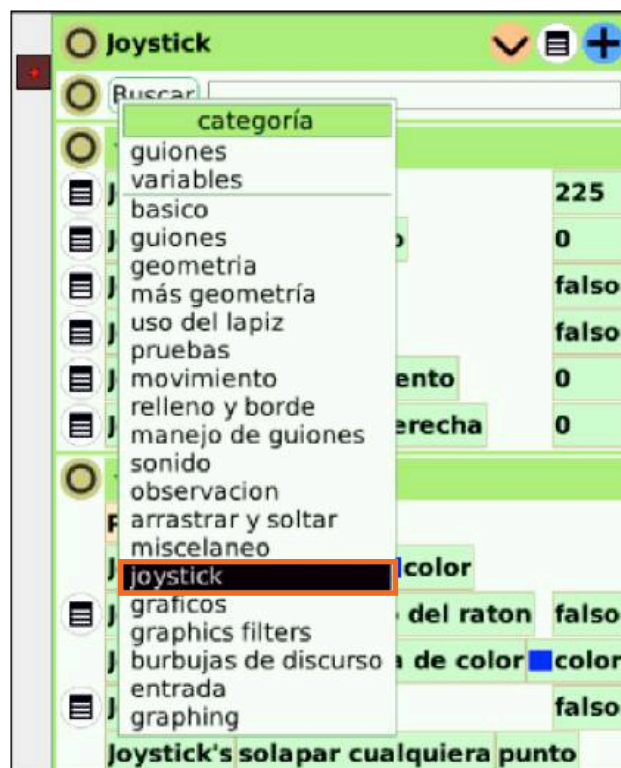 Joystick
Buscar
categoría
guiones
variables
225
basico
guiones
0
geometria
más geometría
falso
uso del lapiz
falso
pruebas
movimiento
ento
0
relleno y borde
manejo de guiones
erecha
0
sonido
observacion
arrastrar y soltar
miscelaneo
joystick
color
graficos
del raton
falso
graphics filters
burbujas de discurso
de color
color
entrada
falso
graphing
Joystick's solapar cualquiera punto